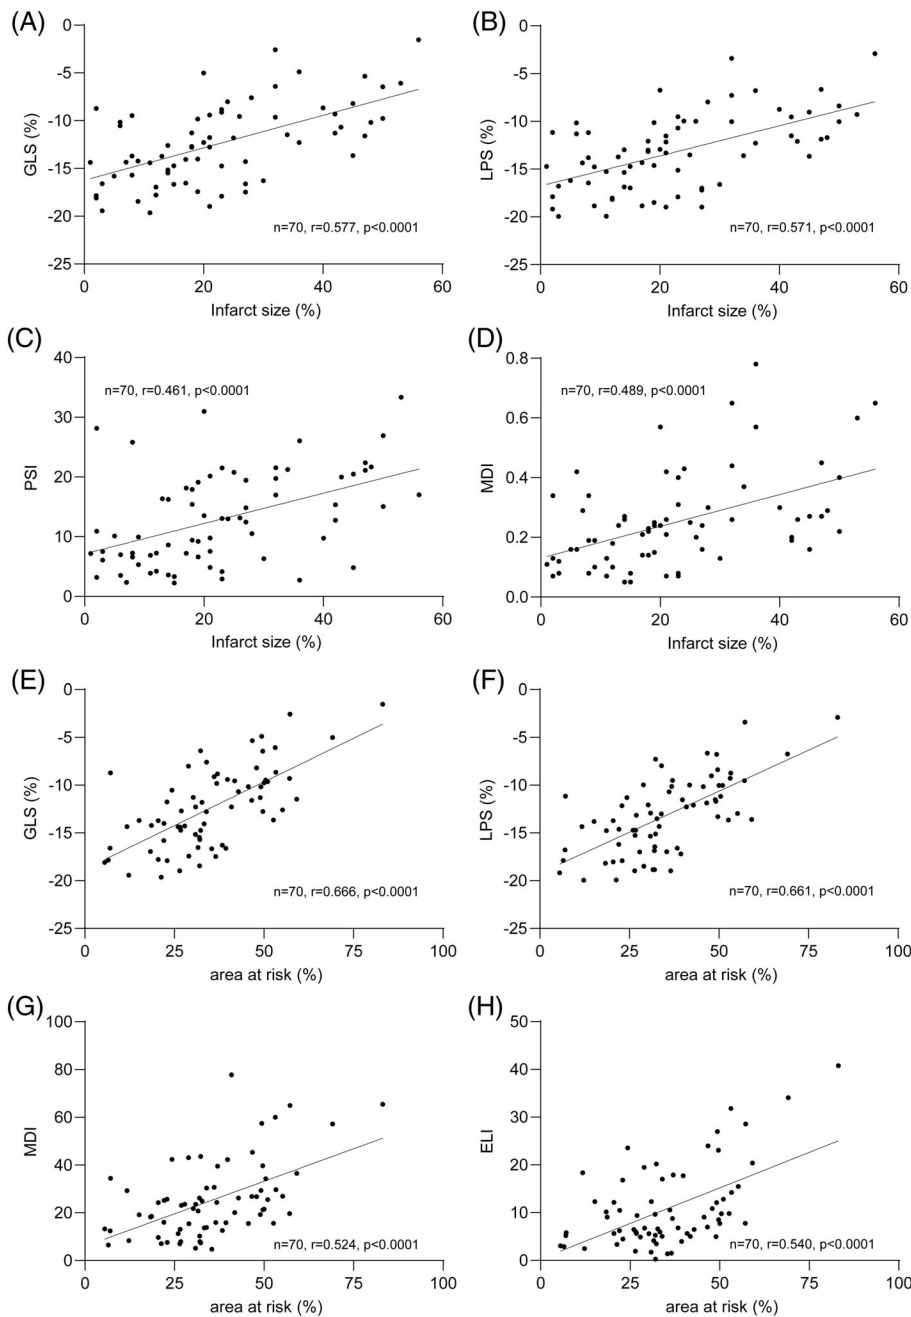 (A)
0
-5
-10
-15
-20
-25
GLS (%)
n=70, r=0.577, p<0.0001
0 20 40 60
Infarct size (%)
(B)
0
-5
-10
-15
-20
-25
LPS (%)
n=70, r=0.571, p<0.0001
0 20 40 60
Infarct size (%)
(C)
40
30
20
10
0
PSI
n=70, r=0.461, p<0.0001
0 20 40 60
Infarct size (%)
(D)
0.8
0.6
0.4
0.2
0.0
MDI
n=70, r=0.489, p<0.0001
0 20 40 60
Infarct size (%)
(E)
0
-5
-10
-15
-20
-25
GLS (%)
n=70, r=0.666, p<0.0001
0 25 50 75 100
area at risk (%)
(F)
0
-5
-10
-15
-20
-25
LPS (%)
n=70, r=0.661, p<0.0001
0 25 50 75 100
area at risk (%)
(G)
100
80
60
40
20
0
MDI
n=70, r=0.524, p<0.0001
0 25 50 75 100
area at risk (%)
(H)
50
40
30
20
10
0
ELI
n=70, r=0.540, p<0.0001
0 25 50 75 100
area at risk (%)